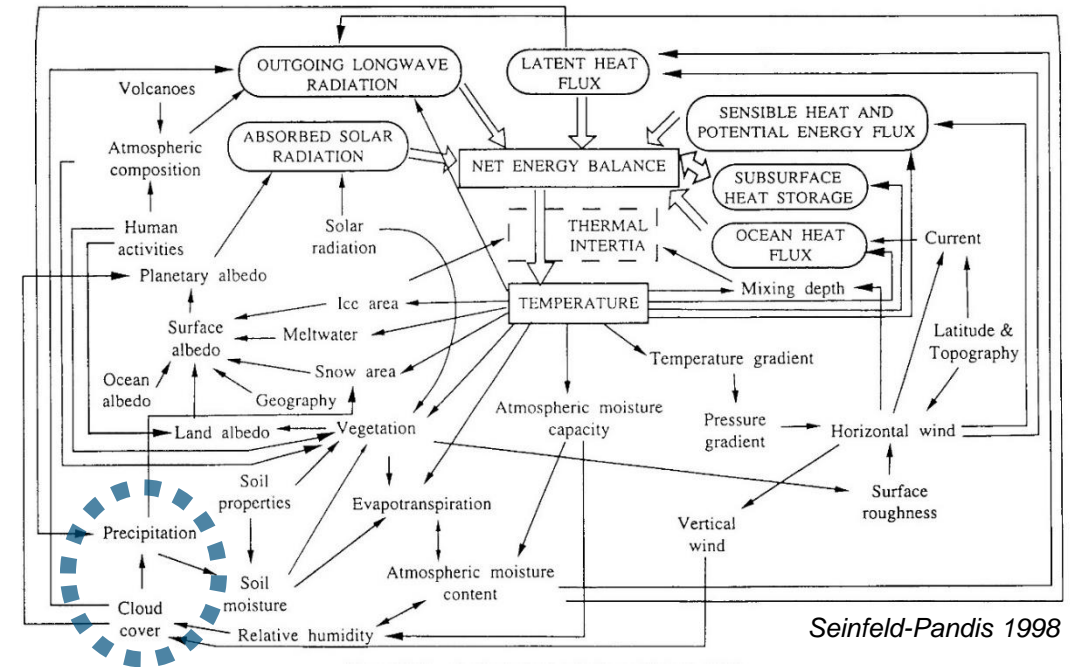 OUTGOING LONGWAVE
RADIATION
LATENT HEAT
FLUX
Volcanoes
SENSIBLE HEAT AND
POTENTIAL ENERGY FLUX
ABSORBED SOLAR
RADIATION
Atmospheric
composition
NET ENERGY BALANCE
SUBSURFACE
HEAT STORAGE
THERMAL
INTERTIA
OCEAN HEAT
FLUX
Human
activities
Solar
radiation
Current
Planetary albedo
Ice area
TEMPERATURE
Mixing depth
Surface
albedo
Meltwater
Latitude &
Topography
Snow area
Temperature gradient
Ocean
albedo
Geography
Atmospheric moisture
capacity
Pressure
gradient
Land albedo
Vegetation
Horizontal wind
Soil
properties
Evapotranspiration
Surface
roughness
Precipitation
Vertical
wind
Soil
moisture
Atmospheric moisture
content
Cloud
cover
Relative humidity
Seinfeld-Pandis 1998